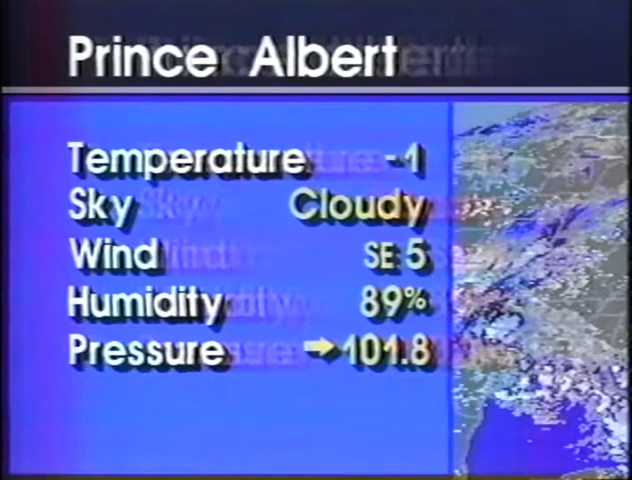 Prince Albert
Temperature -1
Sky Cloudy
Wind SE 5
Humidity 89%
Pressure →101.8